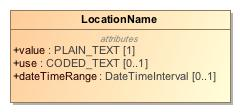 LocationName
attributes
+value : PLAIN_TEXT [1]
+use : CODED_TEXT [0..1]
+dateTimeRange : DateTimeInterval [0..1]